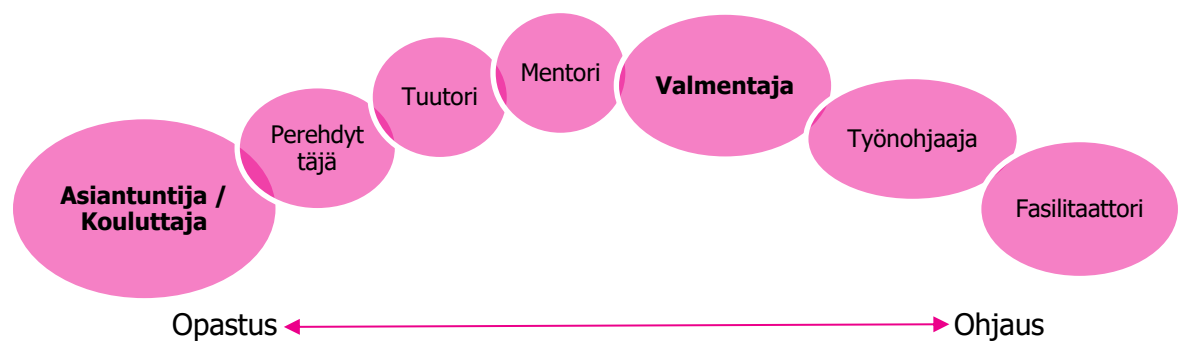 Asiantuntija /
Kouluttaja
Perehdyt
täjä
Tuutori
Mentori
Valmentaja
Työnohjaaja
Fasilitaattori
Opastus
Ohjaus